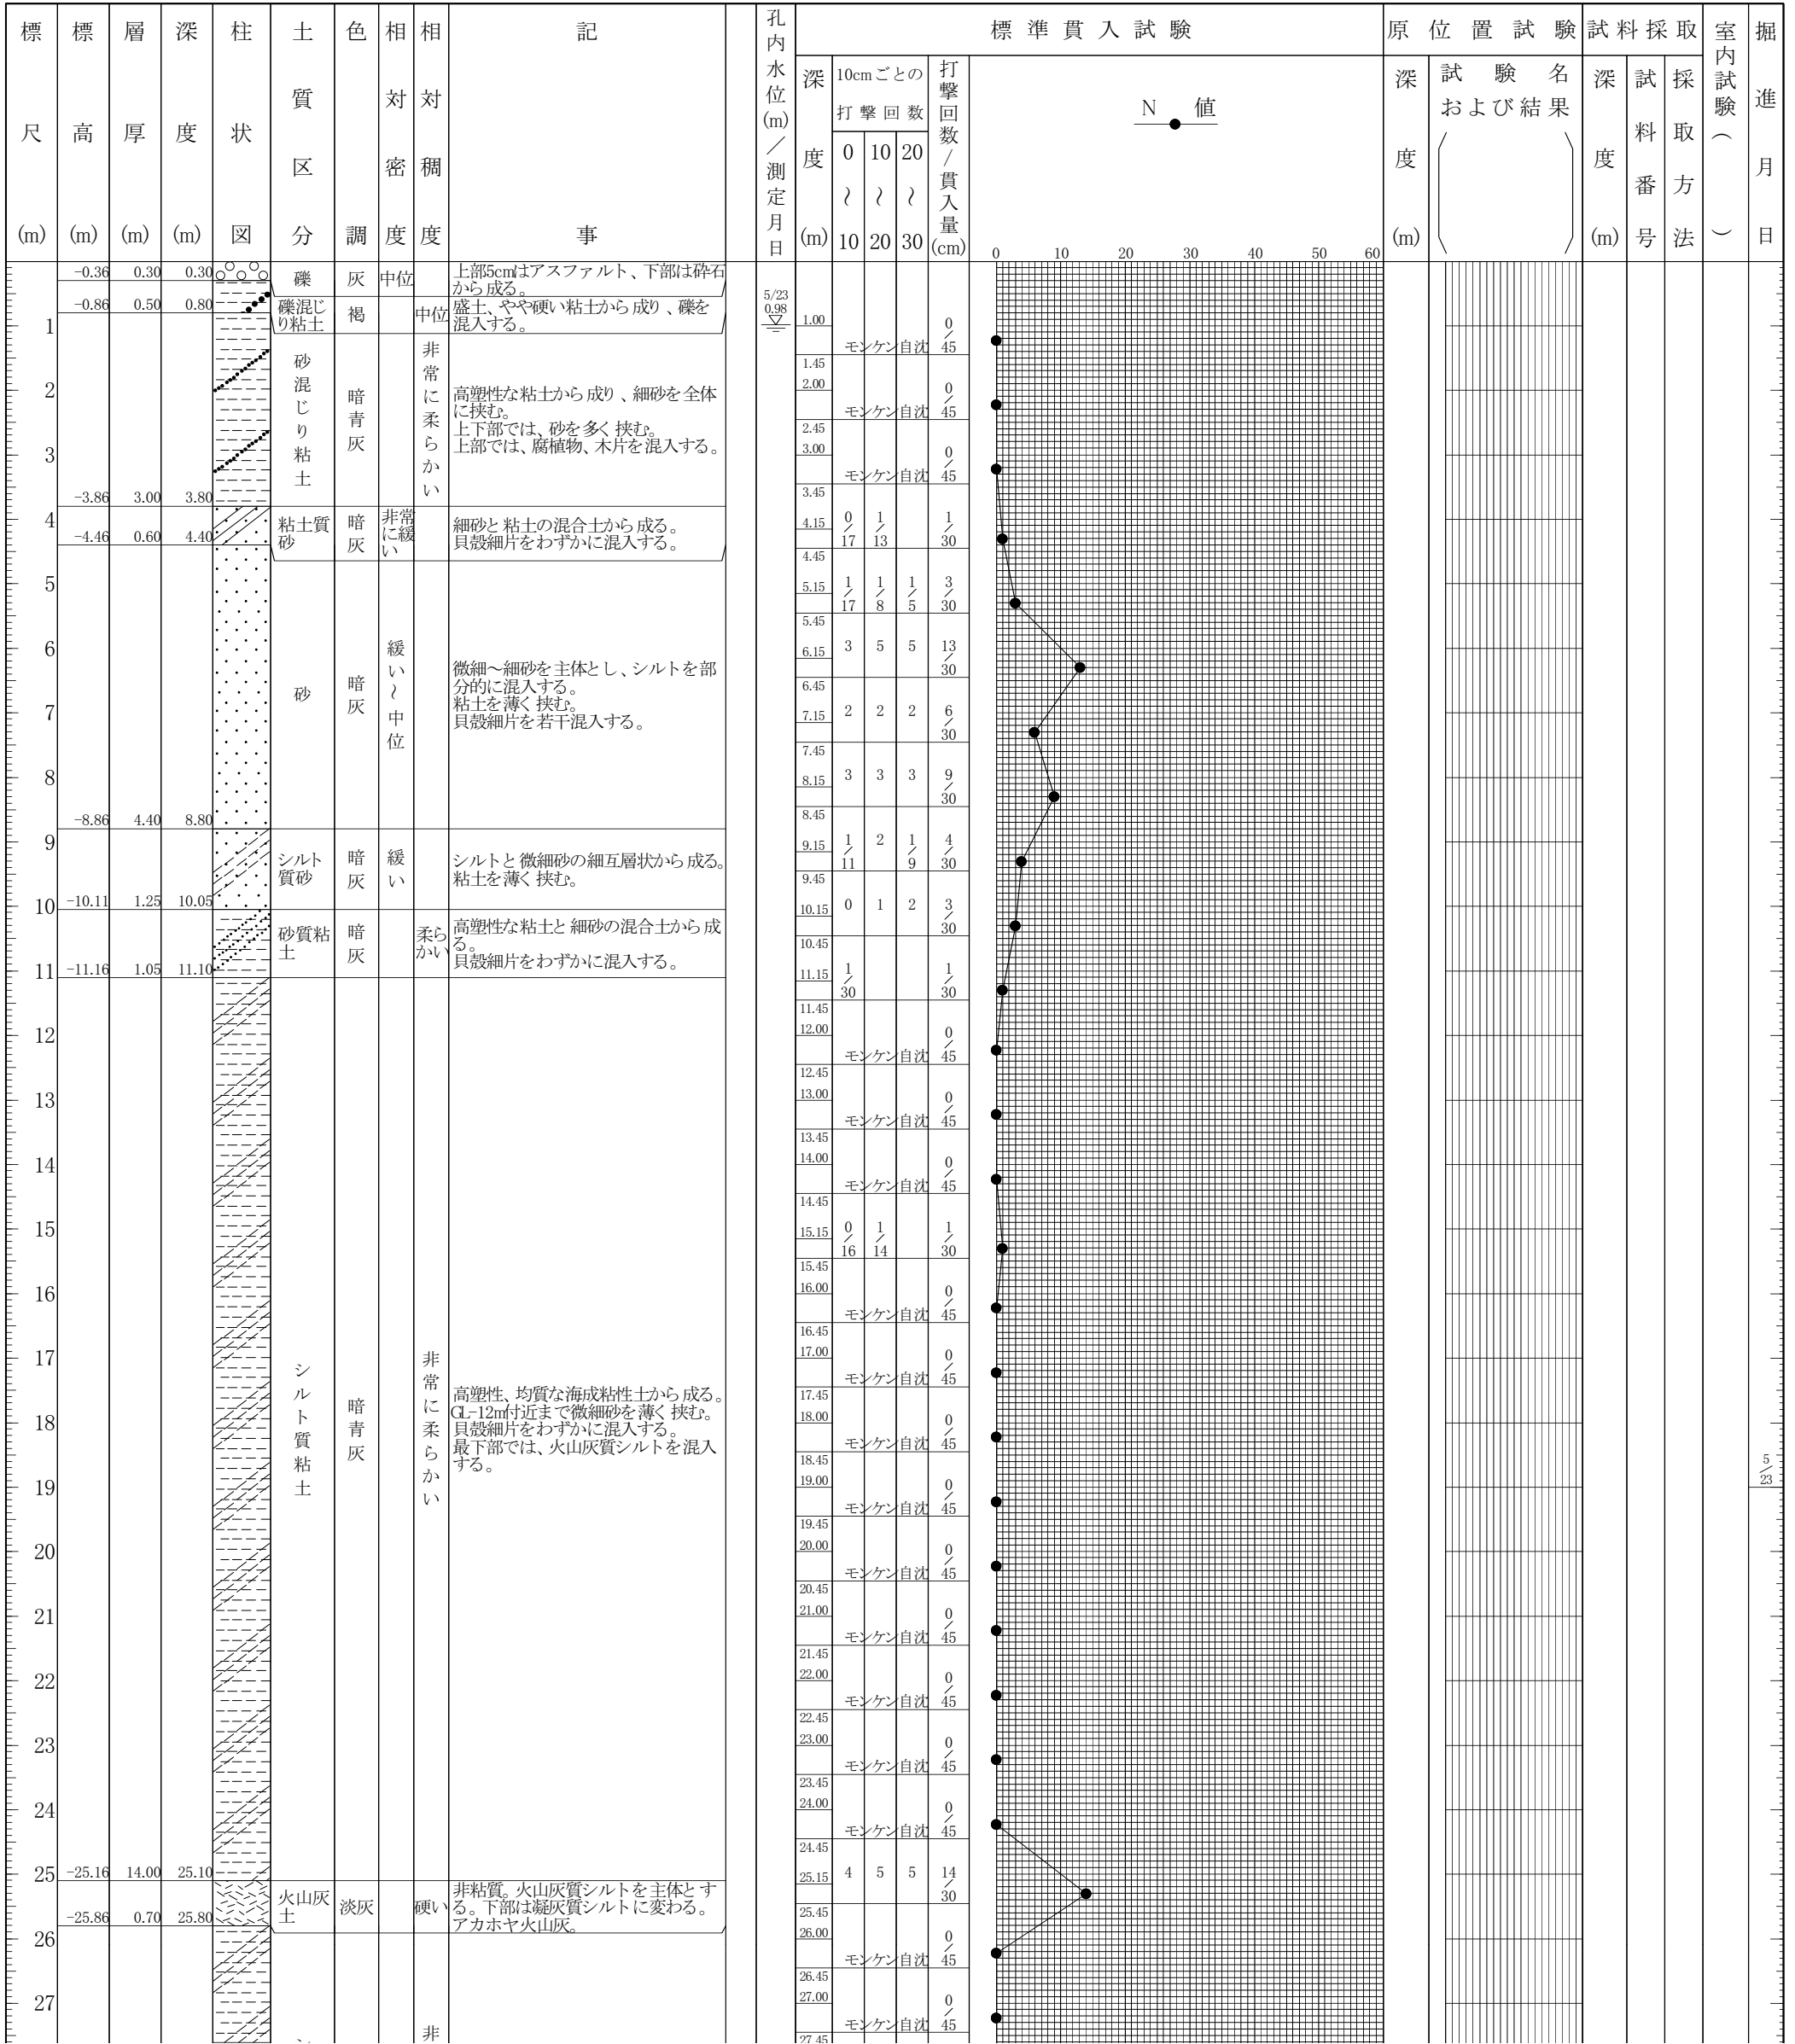 標尺(m)
標高(m)
層厚(m)
深度(m)
柱状図
土質区分
色調
相対密度
相対稠度
記事
孔内水位(m)／測定月日
標準貫入試験
深度(m)
10cmごとの
打撃回数
0〜10
10〜20
20〜30
打撃回数/貫入量(cm)
N 値
0 10 20 30 40 50 60
原位置試験
深度(m)
試験名
および結果
試料採取
深度(m)
試料番号
採取方法
室内試験( )
掘進月日
-0.36 0.30 0.30 礫 灰 中位
上部5cmはアスファルト、下部は砕石
から成る。
-0.86 0.50 0.80
礫混じ
り粘土
褐 中位
盛土、やや硬い粘土から成り、礫を
混入する。
-3.86 3.00 3.80
砂混じり粘土
暗青灰
非常に柔らかい
高塑性な粘土から成り、細砂を全体
に挟む。
上下部では、砂を多く挟む。
上部では、腐植物、木片を混入する。
-4.46 0.60 4.40
粘土質
砂
暗灰
非常
に緩
い
細砂と粘土の混合土から成る。
貝殻細片をわずかに混入する。
-8.86 4.40 8.80
砂
暗灰
緩い〜中位
微細〜細砂を主体とし、シルトを部
分的に混入する。
粘土を薄く挟む。
貝殻細片を若干混入する。
-10.11 1.25 10.05
シルト
質砂
暗灰
緩い
シルトと微細砂の細互層状から成る。
粘土を薄く挟む。
-11.16 1.05 11.10
砂質粘
土
暗灰
柔ら
かい
高塑性な粘土と細砂の混合土から成
る。
貝殻細片をわずかに混入する。
-25.16 14.00 25.10
シルト質粘土
暗青灰
非常に柔らかい
高塑性、均質な海成粘性土から成る。
GL-12m付近まで微細砂を薄く挟む。
貝殻細片をわずかに混入する。
最下部では、火山灰質シルトを混入
する。
-25.86 0.70 25.80
火山灰
土
淡灰
硬い
非粘質。火山灰質シルトを主体とす
る。下部は凝灰質シルトに変わる。
アカホヤ火山灰。
非
1
2
3
4
5
6
7
8
9
10
11
12
13
14
15
16
17
18
19
20
21
22
23
24
25
26
27
5/23
0.98
1.00 モンケン自沈 0/45
1.45
2.00 モンケン自沈 0/45
2.45
3.00 モンケン自沈 0/45
3.45
4.15 0/17 1/13 1/30
4.45
5.15 1/17 1/8 1/5 3/30
5.45
6.15 3 5 5 13/30
6.45
7.15 2 2 2 6/30
7.45
8.15 3 3 3 9/30
8.45
9.15 1/11 2 1/9 4/30
9.45
10.15 0 1 2 3/30
10.45
11.15 1/30 1/30
11.45
12.00 モンケン自沈 0/45
12.45
13.00 モンケン自沈 0/45
13.45
14.00 モンケン自沈 0/45
14.45
15.15 0/16 1/14 1/30
15.45
16.00 モンケン自沈 0/45
16.45
17.00 モンケン自沈 0/45
17.45
18.00 モンケン自沈 0/45
18.45
19.00 モンケン自沈 0/45
19.45
20.00 モンケン自沈 0/45
20.45
21.00 モンケン自沈 0/45
21.45
22.00 モンケン自沈 0/45
22.45
23.00 モンケン自沈 0/45
23.45
24.00 モンケン自沈 0/45
24.45
25.15 4 5 5 14/30
25.45
26.00 モンケン自沈 0/45
26.45
27.00 モンケン自沈 0/45
27.45
5/23